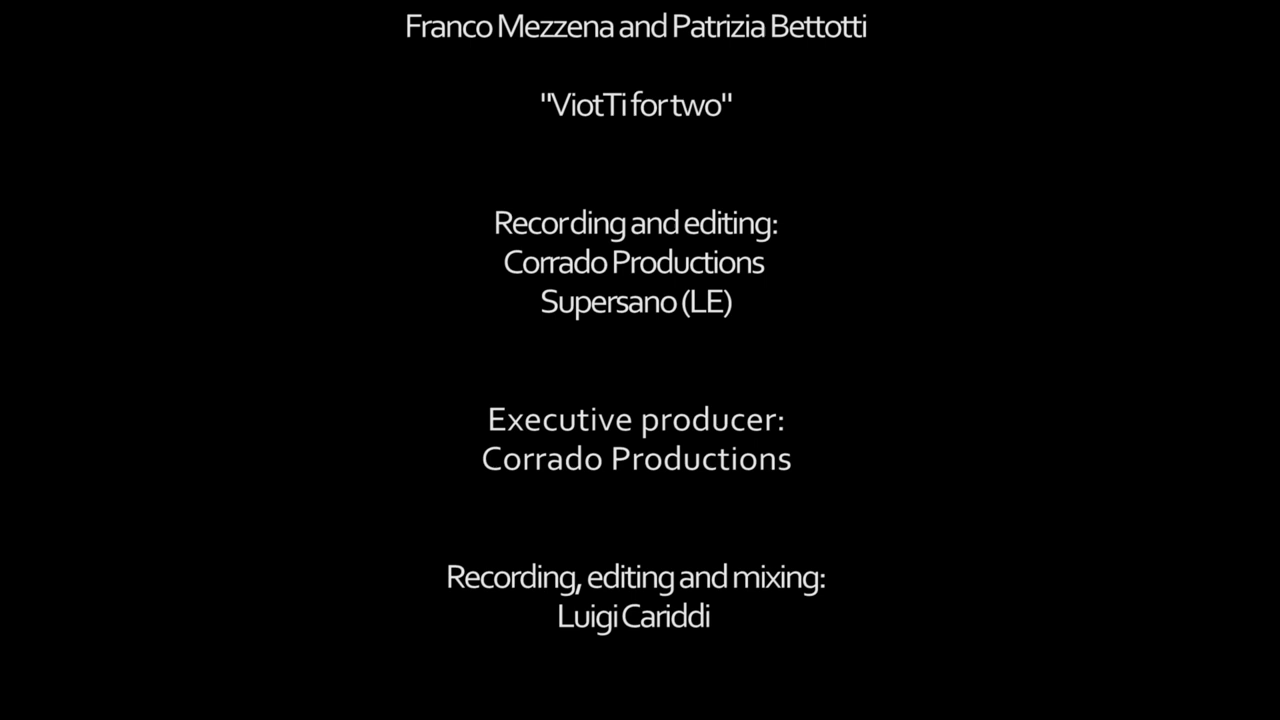 Franco Mezzena and Patrizia Bettotti
"ViotTi for two"
Recording and editing:
Corrado Productions
Supersano (LE)
Executive producer:
Corrado Productions
Recording, editing and mixing:
Luigi Cariddi